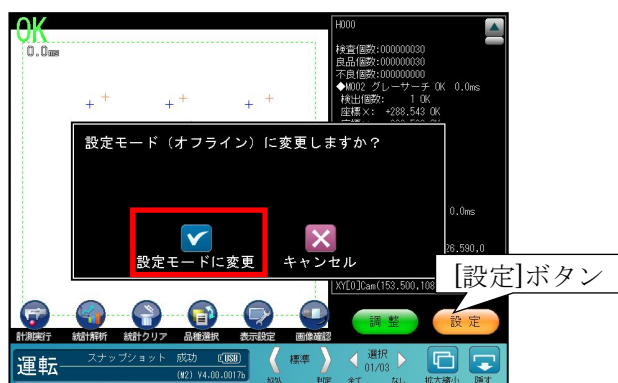 OK
0.0ms
H000
検査個数:000000030
良品個数:000000030
不良個数:000000000
◆M002 グレーサーチ OK 0.0ms
検出個数: 1 OK
座標X: +288.543 OK
設定モード（オフライン）に変更しますか？
設定モードに変更
キャンセル
0.0ms
26.590,0
XY[0]Cam(153.500,108
[設定]ボタン
調 整
設 定
計測実行
統計解析
統計クリア
品種選択
表示設定
画像確認
運転
スナップショット 成功 (USB)
(M2) V4.00.0017b
標準
選択
01/03
判定
全て
なし
拡大縮小
隠す